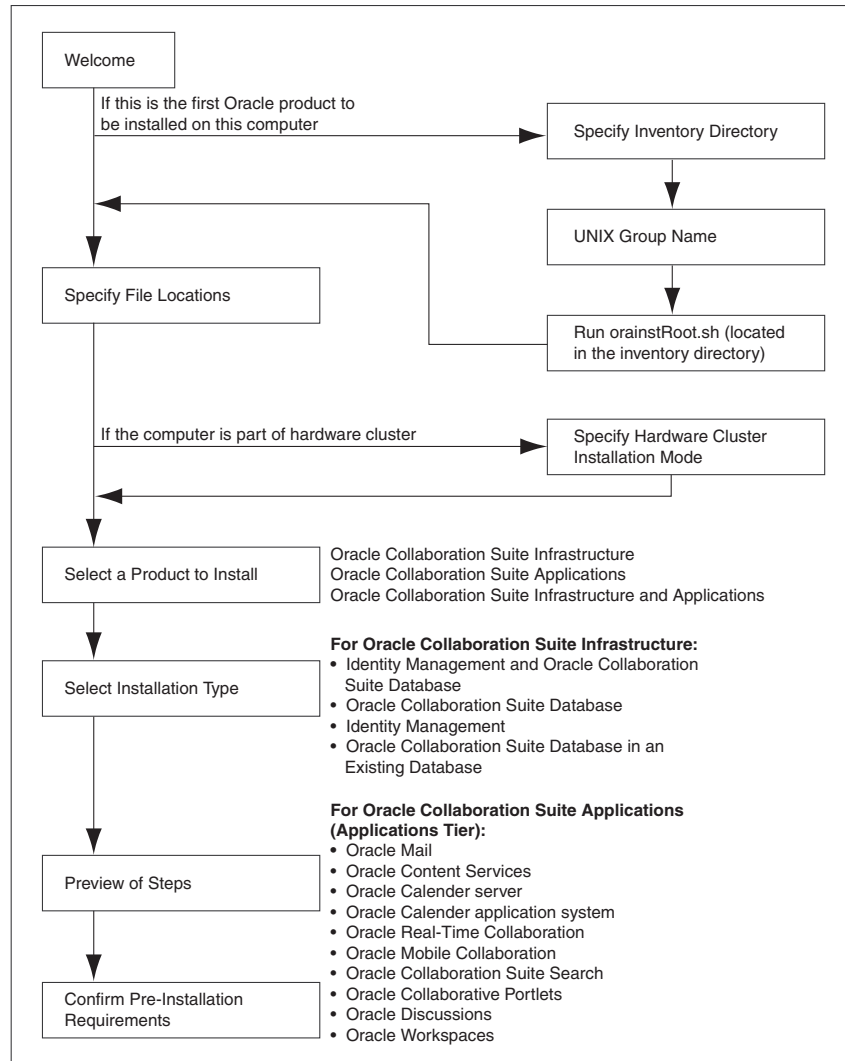 Welcome
If this is the first Oracle product to
be installed on this computer
Specify Inventory Directory
UNIX Group Name
Specify File Locations
Run orainstRoot.sh (located
in the inventory directory)
If the computer is part of hardware cluster
Specify Hardware Cluster
Installation Mode
Select a Product to Install
Oracle Collaboration Suite Infrastructure
Oracle Collaboration Suite Applications
Oracle Collaboration Suite Infrastructure and Applications
Select Installation Type
For Oracle Collaboration Suite Infrastructure:
• Identity Management and Oracle Collaboration
Suite Database
• Oracle Collaboration Suite Database
• Identity Management
• Oracle Collaboration Suite Database in an
Existing Database
Preview of Steps
For Oracle Collaboration Suite Applications
(Applications Tier):
• Oracle Mail
• Oracle Content Services
• Oracle Calender server
• Oracle Calender application system
• Oracle Real-Time Collaboration
• Oracle Mobile Collaboration
• Oracle Collaboration Suite Search
• Oracle Collaborative Portlets
• Oracle Discussions
• Oracle Workspaces
Confirm Pre-Installation
Requirements